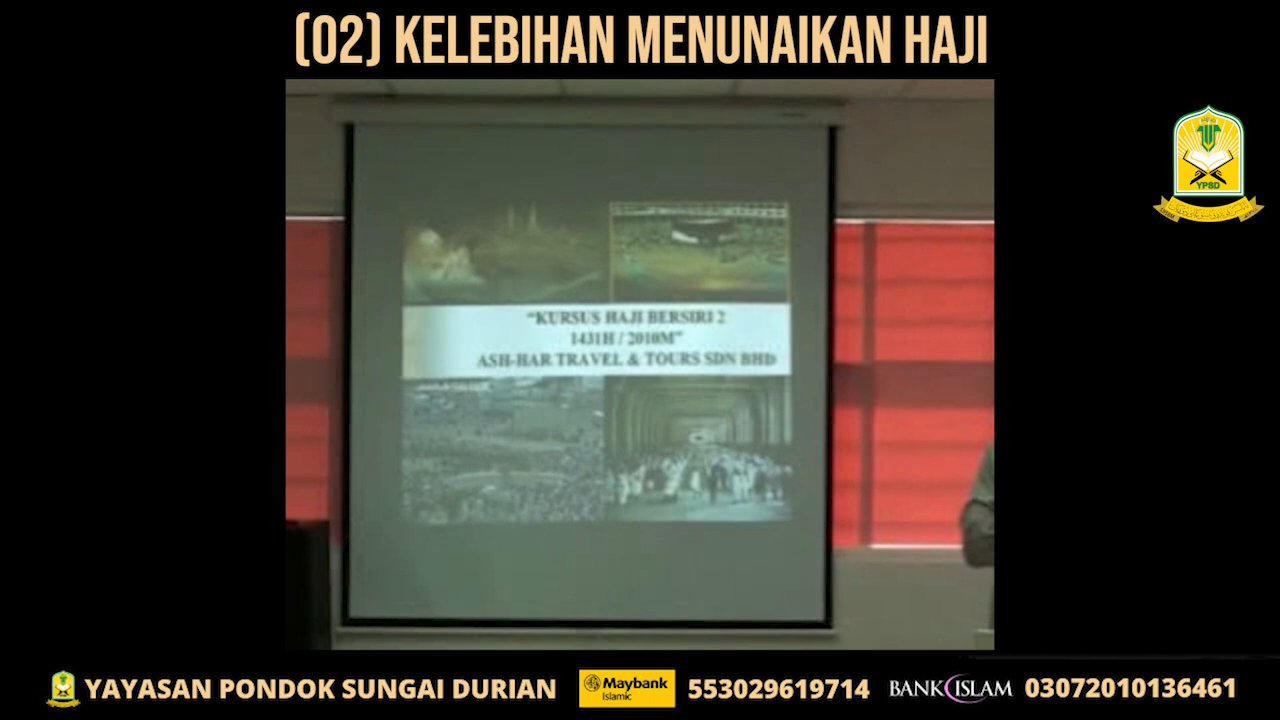 (02) KELEBIHAN MENUNAIKAN HAJI
"KURSUS HAJI BERSIRI 2
1431H / 2010M"
ASH-HAR TRAVEL & TOURS SDN BHD
YPSD
YAYASAN PONDOK SUNGAI DURIAN
Maybank
Islamic
553029619714
BANK ISLAM
03072010136461